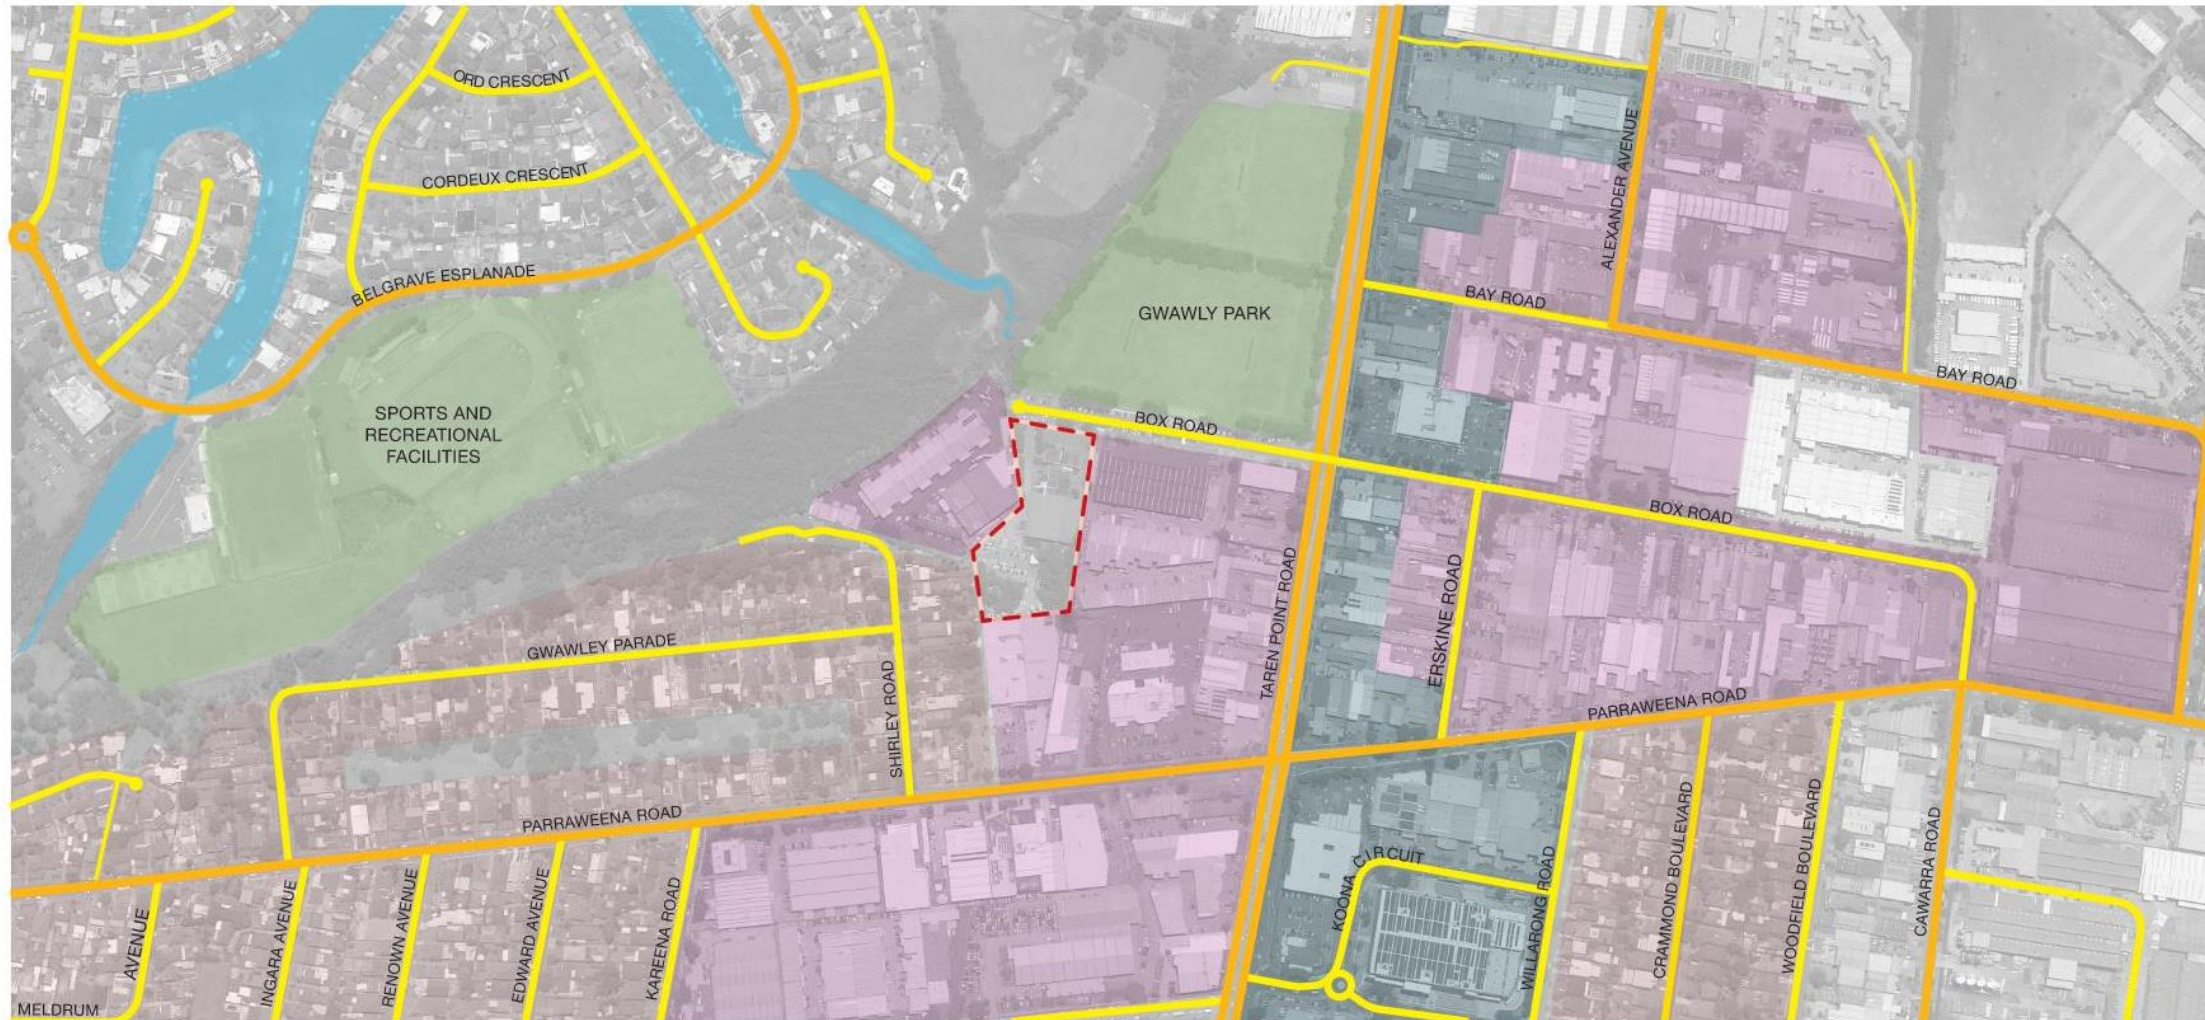 ORD CRESCENT
CORDEUX CRESCENT
BELGRAVE ESPLANADE
SPORTS AND
RECREATIONAL
FACILITIES
GWAWLY PARK
ALEXANDER AVENUE
BAY ROAD
BAY ROAD
BOX ROAD
BOX ROAD
TAREN POINT ROAD
ERSKINE ROAD
GWAWLEY PARADE
SHIRLEY ROAD
PARRAWEENA ROAD
PARRAWEENA ROAD
KOONA CIRCUIT
WILLARONG ROAD
CRAMMOND BOULEVARD
WOODFIELD BOULEVARD
CAWARRA ROAD
MELDRUM
AVENUE
INGARA AVENUE
RENOWN AVENUE
EDWARD AVENUE
KAREENA ROAD